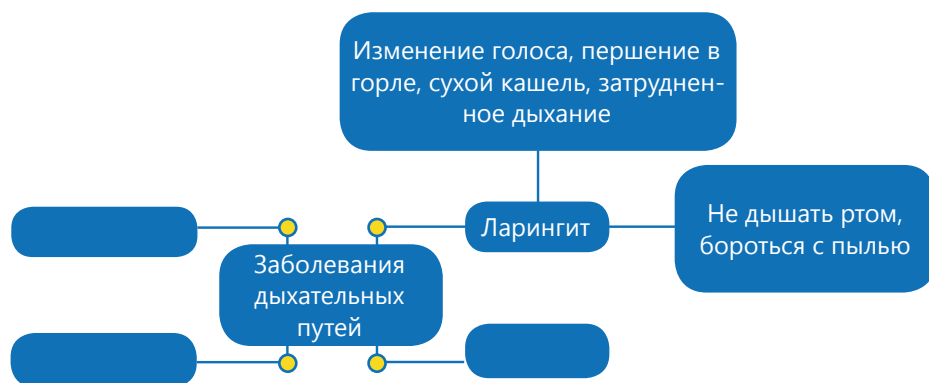 Изменение голоса, першение в
горле, сухой кашель, затруднен-
ное дыхание
Ларингит
Не дышать ртом,
бороться с пылью
Заболевания
дыхательных
путей